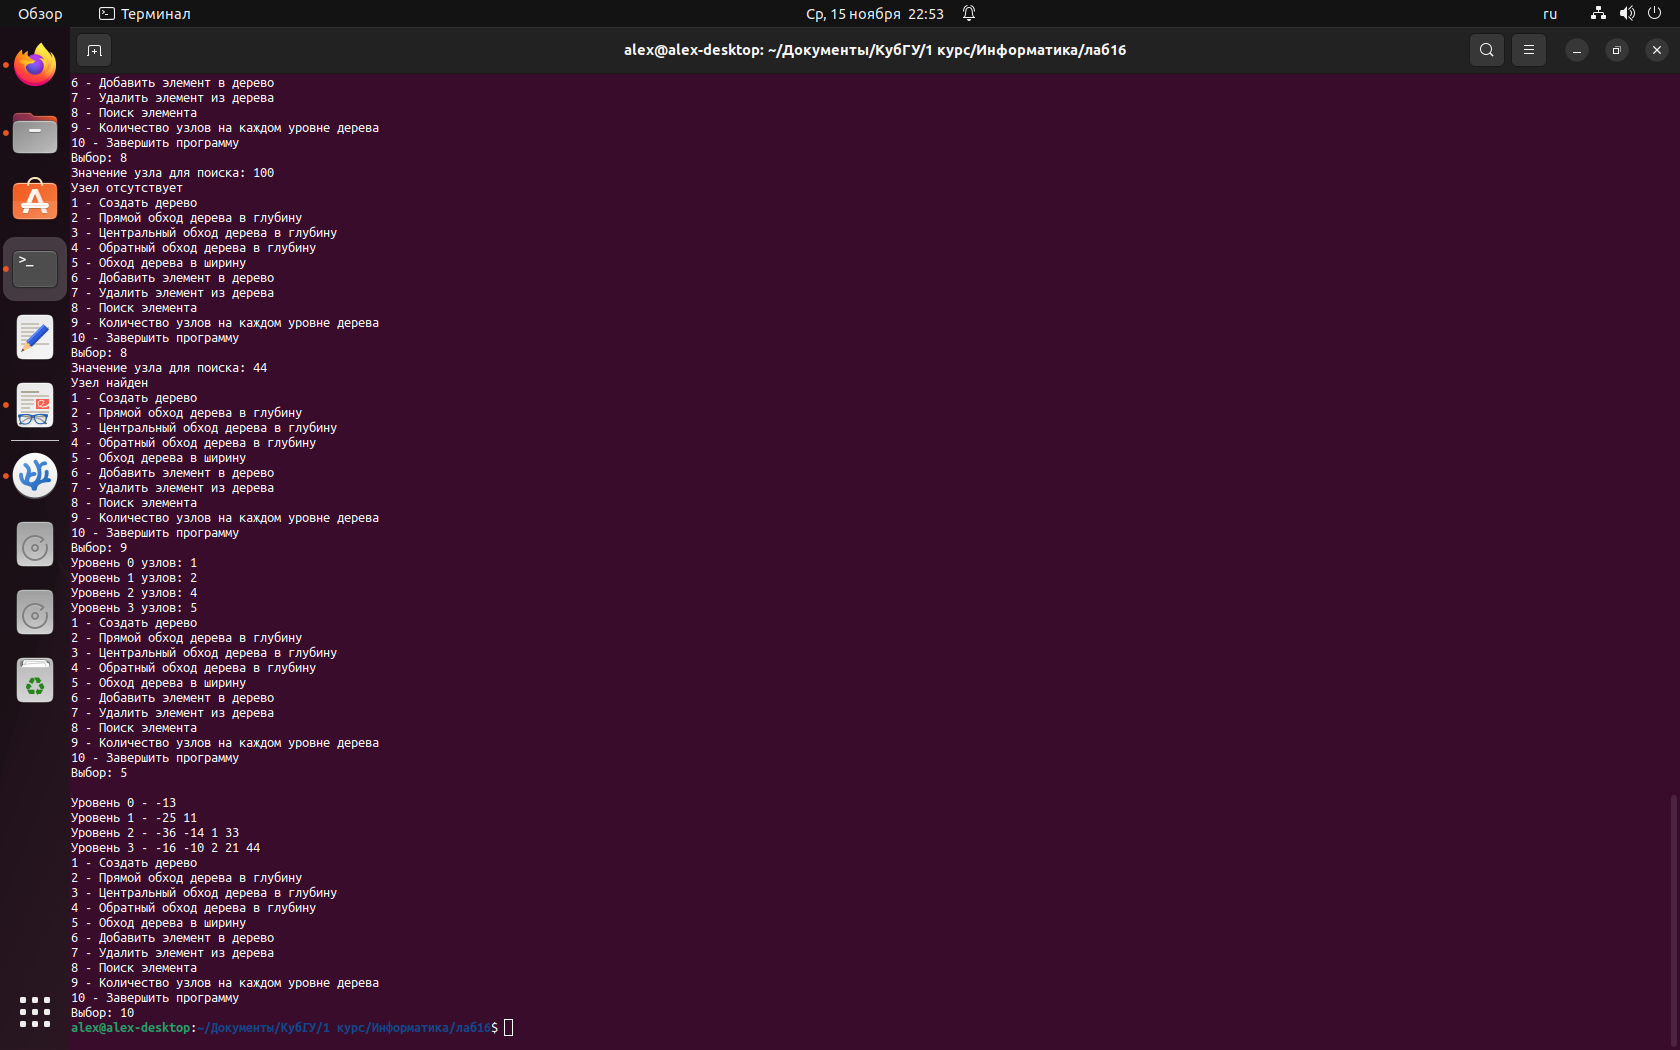 Обзор
Терминал
Ср, 15 ноября 22:53
ru
alex@alex-desktop: ~/Документы/КубГУ/1 курс/Информатика/лаб16
6 - Добавить элемент в дерево
7 - Удалить элемент из дерева
8 - Поиск элемента
9 - Количество узлов на каждом уровне дерева
10 - Завершить программу
Выбор: 8
Значение узла для поиска: 100
Узел отсутствует
1 - Создать дерево
2 - Прямой обход дерева в глубину
3 - Центральный обход дерева в глубину
4 - Обратный обход дерева в глубину
5 - Обход дерева в ширину
6 - Добавить элемент в дерево
7 - Удалить элемент из дерева
8 - Поиск элемента
9 - Количество узлов на каждом уровне дерева
10 - Завершить программу
Выбор: 8
Значение узла для поиска: 44
Узел найден
1 - Создать дерево
2 - Прямой обход дерева в глубину
3 - Центральный обход дерева в глубину
4 - Обратный обход дерева в глубину
5 - Обход дерева в ширину
6 - Добавить элемент в дерево
7 - Удалить элемент из дерева
8 - Поиск элемента
9 - Количество узлов на каждом уровне дерева
10 - Завершить программу
Выбор: 9
Уровень 0 узлов: 1
Уровень 1 узлов: 2
Уровень 2 узлов: 4
Уровень 3 узлов: 5
1 - Создать дерево
2 - Прямой обход дерева в глубину
3 - Центральный обход дерева в глубину
4 - Обратный обход дерева в глубину
5 - Обход дерева в ширину
6 - Добавить элемент в дерево
7 - Удалить элемент из дерева
8 - Поиск элемента
9 - Количество узлов на каждом уровне дерева
10 - Завершить программу
Выбор: 5
Уровень 0 - -13
Уровень 1 - -25 11
Уровень 2 - -36 -14 1 33
Уровень 3 - -16 -10 2 21 44
1 - Создать дерево
2 - Прямой обход дерева в глубину
3 - Центральный обход дерева в глубину
4 - Обратный обход дерева в глубину
5 - Обход дерева в ширину
6 - Добавить элемент в дерево
7 - Удалить элемент из дерева
8 - Поиск элемента
9 - Количество узлов на каждом уровне дерева
10 - Завершить программу
Выбор: 10
alex@alex-desktop:~/Документы/КубГУ/1 курс/Информатика/лаб16$